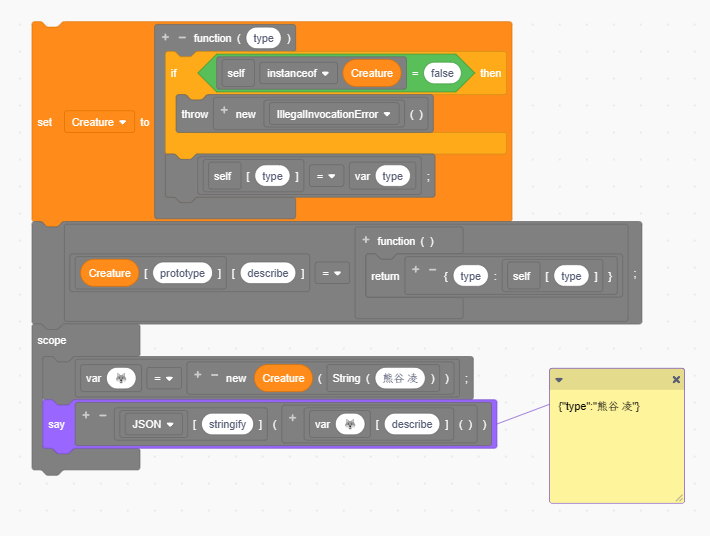 + − function ( type )
if self instanceof ▾ Creature = false then
throw + new IllegalInvocationError ▾ ( )
set Creature ▾ to
self [ type ] = ▾ var type ;
+ function ( )
Creature [ prototype ] [ describe ] = ▾ return + − { type : self [ type ] } ;
scope
var 🐺 = ▾ + − new Creature ( String ( 熊谷 凌 ) ) ;
say + − JSON ▾ [ stringify ] ( + var 🐺 [ describe ] ( ) )
{"type":"熊谷 凌"}